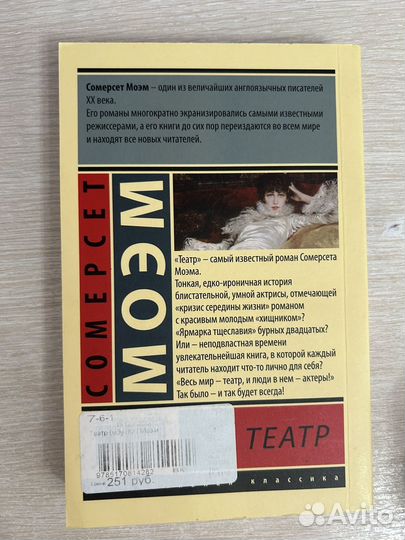 Сомерсет Моэм – один из величайших англоязычных писателей
XX века.
Его романы многократно экранизировались самыми известными
режиссерами, а его книги до сих пор переиздаются во всем мире
и находят все новых читателей.
СОМЕРСЕТ
МОЭМ
«Театр» – самый известный роман Сомерсета
Моэма.
Тонкая, едко-ироничная история
блистательной, умной актрисы, отмечающей
«кризис середины жизни» романом
с красивым молодым «хищником»?
«Ярмарка тщеславия» бурных двадцатых?
Или – неподвластная времени
увлекательнейшая книга, в которой каждый
читатель находит что-то лично для себя?
«Весь мир – театр, и люди в нем – актеры!»
Так было – и так будет всегда!
7-6-1
9785170814282
251 руб.
ТЕАТР
классика
Avito